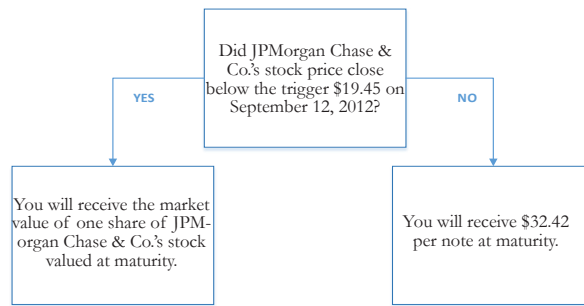 Did JPMorgan Chase &
Co.'s stock price close
below the trigger $19.45 on
September 12, 2012?
YES
NO
You will receive the market
value of one share of JPM-
organ Chase & Co.'s stock
valued at maturity.
You will receive $32.42
per note at maturity.